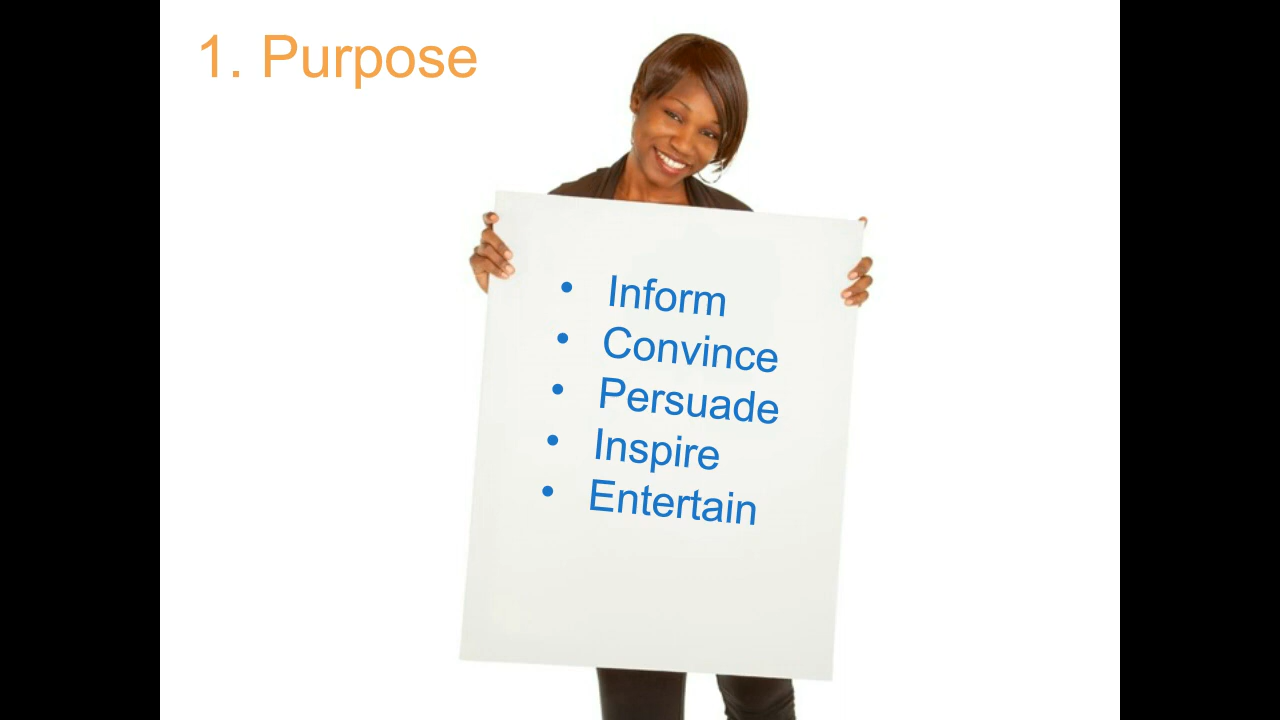 1. Purpose
• Inform
• Convince
• Persuade
• Inspire
• Entertain